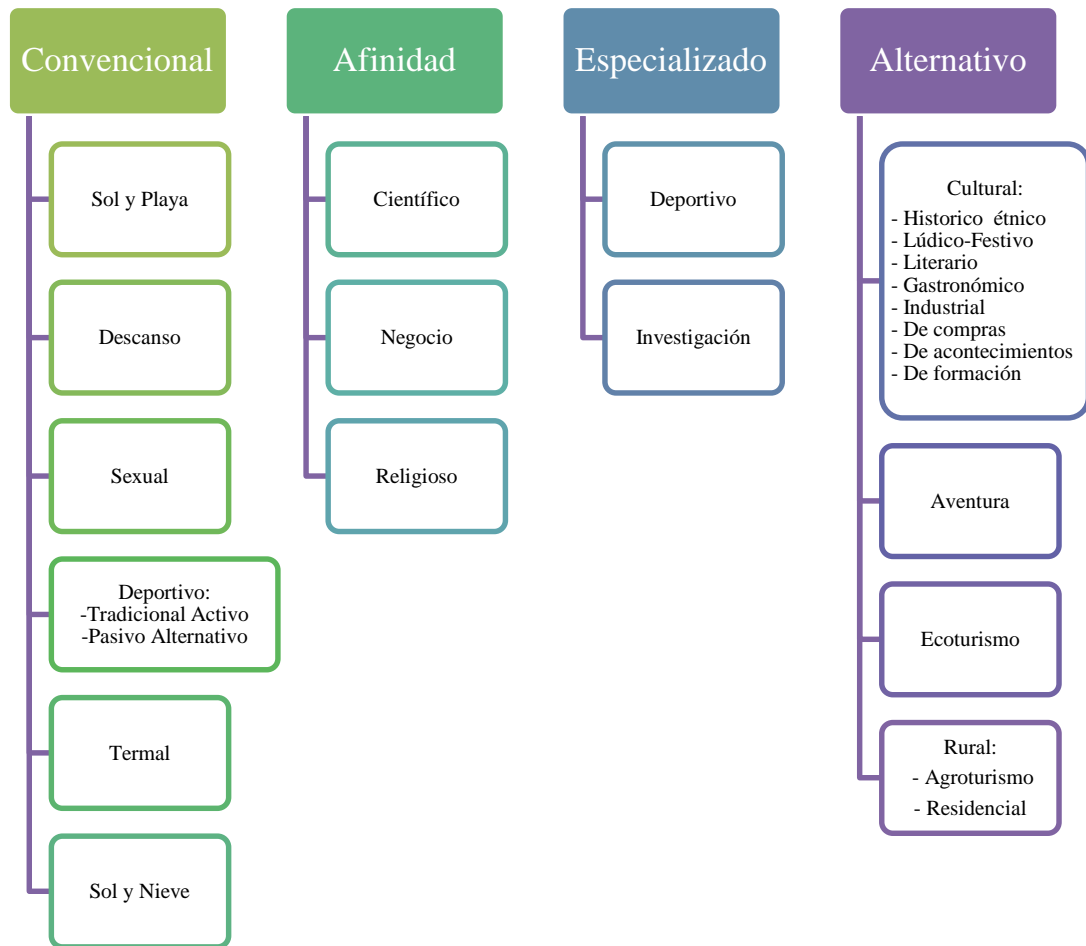 Convencional
Sol y Playa
Descanso
Sexual
Deportivo:
-Tradicional Activo
-Pasivo Alternativo
Termal
Sol y Nieve
Afinidad
Científico
Negocio
Religioso
Especializado
Deportivo
Investigación
Alternativo
Cultural:
- Historico étnico
- Lúdico-Festivo
- Literario
- Gastronómico
- Industrial
- De compras
- De acontecimientos
- De formación
Aventura
Ecoturismo
Rural:
- Agroturismo
- Residencial